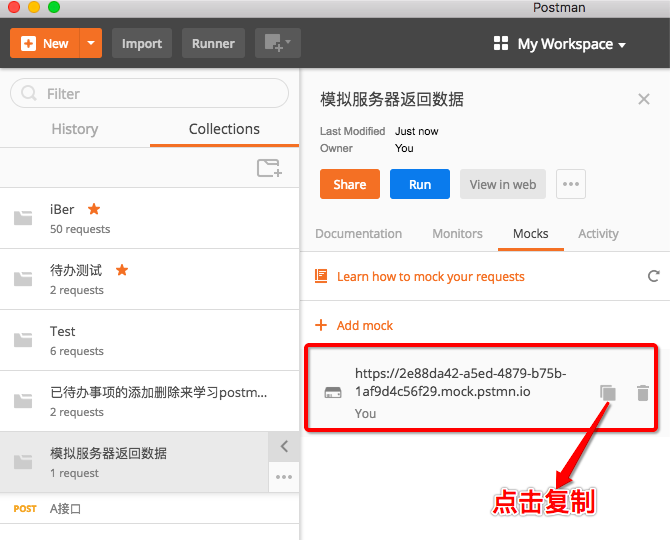 Postman
New
Import
Runner
My Workspace
Filter
History
Collections
iBer
50 requests
待办测试
2 requests
Test
6 requests
已待办事项的添加删除来学习postm...
2 requests
模拟服务器返回数据
1 request
POST A接口
模拟服务器返回数据
Last Modified Just now
Owner You
Share
Run
View in web
Documentation
Monitors
Mocks
Activity
Learn how to mock your requests
Add mock
https://2e88da42-a5ed-4879-b75b-
1af9d4c56f29.mock.pstmn.io
You
点击复制